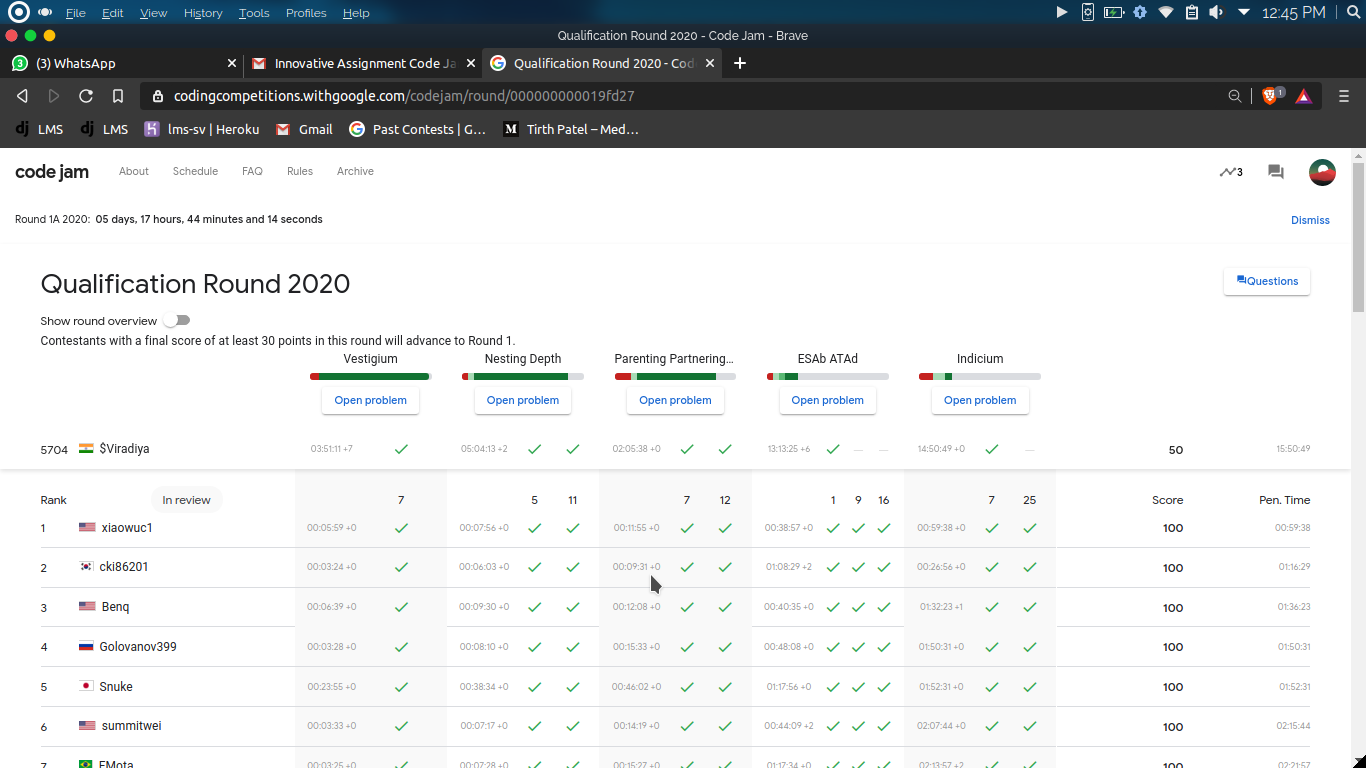 File Edit View History Tools Profiles Help 12:45 PM
Qualification Round 2020 - Code Jam - Brave
3 (3) WhatsApp Innovative Assignment Code Ja Qualification Round 2020 - Cod
codingcompetitions.withgoogle.com/codejam/round/000000000019fd27 1
dj LMS dj LMS lms-sv | Heroku Gmail Past Contests | G... M Tirth Patel – Med...
code jam About Schedule FAQ Rules Archive 3
Round 1A 2020: 05 days, 17 hours, 44 minutes and 14 seconds Dismiss
Qualification Round 2020 Questions
Show round overview
Contestants with a final score of at least 30 points in this round will advance to Round 1.
Vestigium Nesting Depth Parenting Partnering... ESAb ATAd Indicium
Open problem Open problem Open problem Open problem Open problem
5704 $Viradiya 03:51:11 +7 05:04:13 +2 02:05:38 +0 13:13:25 +6 14:50:49 +0 50 15:50:49
Rank In review 7 5 11 7 12 1 9 16 7 25 Score Pen. Time
1 xiaowuc1 00:05:59 +0 00:07:56 +0 00:11:55 +0 00:38:57 +0 00:59:38 +0 100 00:59:38
2 cki86201 00:03:24 +0 00:06:03 +0 00:09:31 +0 01:08:29 +2 00:26:56 +0 100 01:16:29
3 Benq 00:06:39 +0 00:09:30 +0 00:12:08 +0 00:40:35 +0 01:32:23 +1 100 01:36:23
4 Golovanov399 00:03:28 +0 00:08:10 +0 00:15:33 +0 00:48:08 +0 01:50:31 +0 100 01:50:31
5 Snuke 00:23:55 +0 00:38:34 +0 00:46:02 +0 01:17:56 +0 01:52:31 +0 100 01:52:31
6 summitwei 00:03:33 +0 00:07:17 +0 00:14:19 +0 00:44:09 +2 02:07:44 +0 100 02:15:44
7 FMota 00:03:25 +0 00:07:28 +0 00:15:27 +0 01:17:34 +0 02:13:57 +2 100 02:21:57